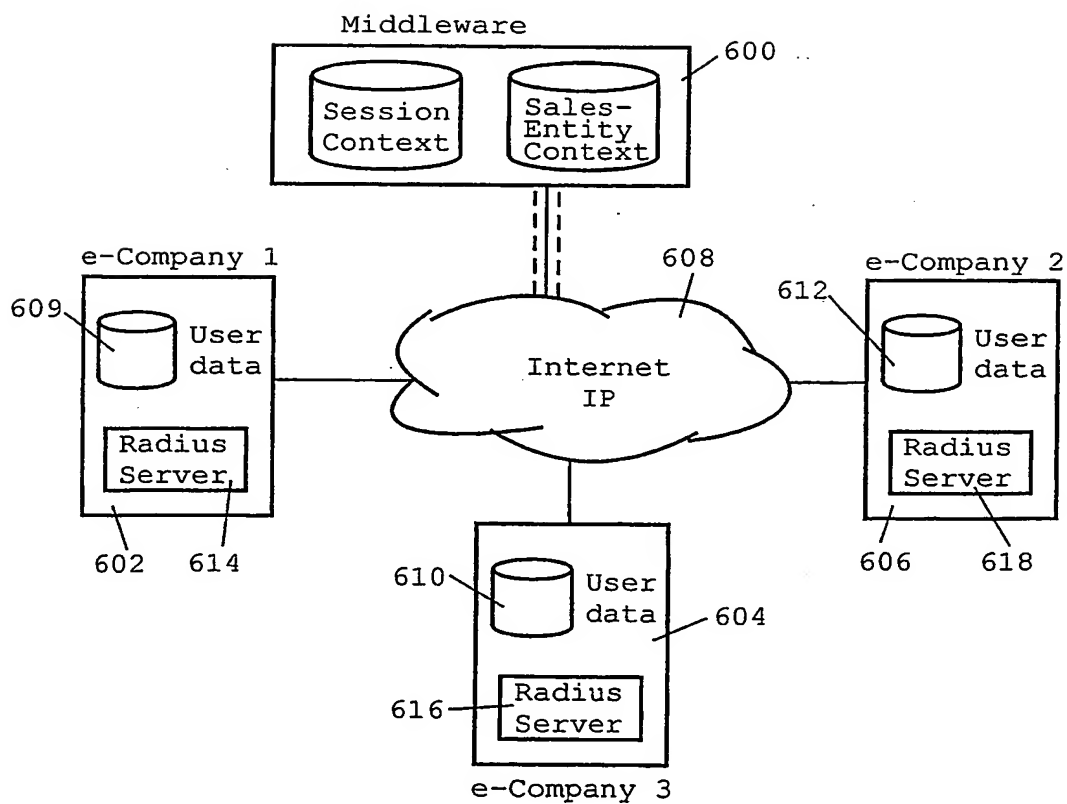 Middleware
600
Session
Context
Sales-
Entity
Context
e-Company 1
609
User
data
Radius
Server
602
614
608
Internet
IP
e-Company 2
612
User
data
Radius
Server
606
618
610
User
data
604
616
Radius
Server
e-Company 3